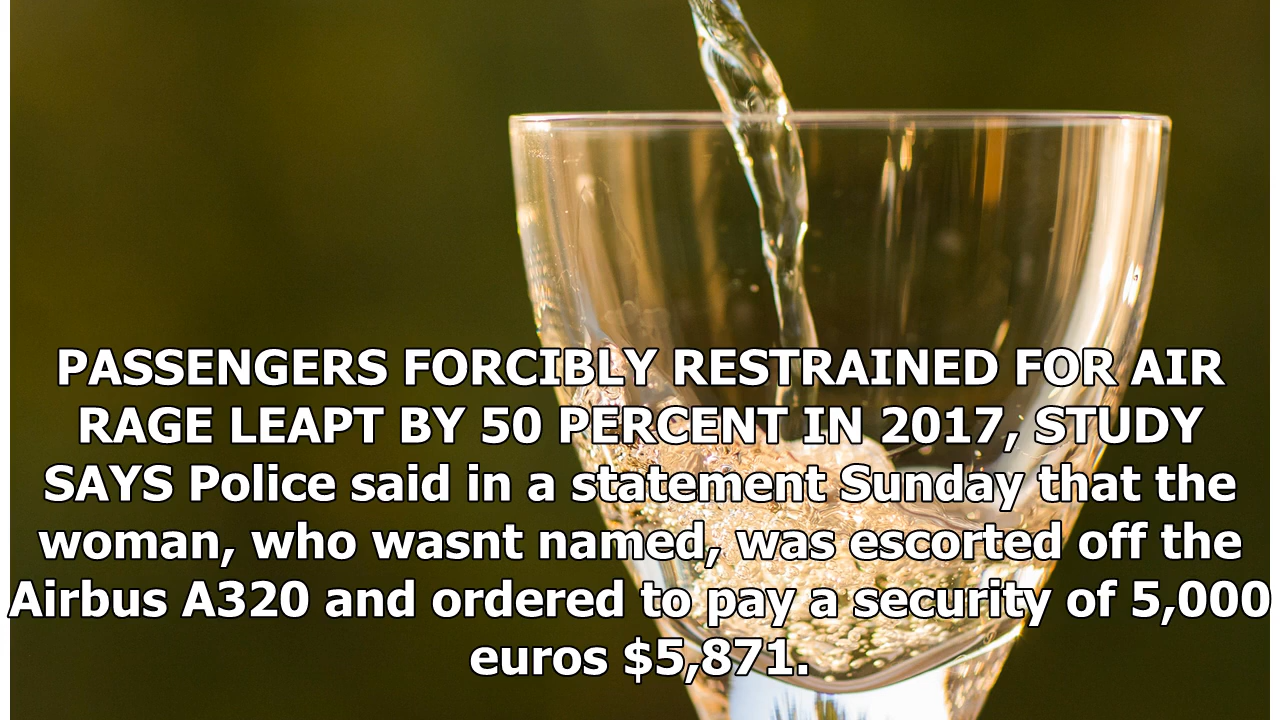 PASSENGERS FORCIBLY RESTRAINED FOR AIR
RAGE LEAPT BY 50 PERCENT IN 2017, STUDY
SAYS Police said in a statement Sunday that the
woman, who wasnt named, was escorted off the
Airbus A320 and ordered to pay a security of 5,000
euros $5,871.